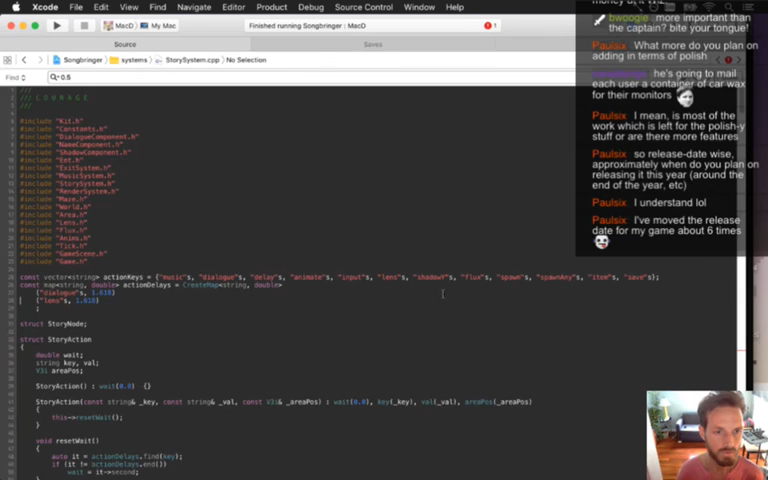 Xcode File Edit View Find Navigate Editor Product Debug Source Control Window Help
MacD My Mac Finished running Songbringer : MacD 1
Source Saves
Songbringer systems StorySystem.cpp No Selection
Find 0.5
///
/// COURAGE
///
#include "Kit.h"
#include "Constants.h"
#include "DialogueComponent.h"
#include "NameComponent.h"
#include "ShadowComponent.h"
#include "Ent.h"
#include "ExitSystem.h"
#include "MusicSystem.h"
#include "StorySystem.h"
#include "RenderSystem.h"
#include "Maze.h"
#include "World.h"
#include "Area.h"
#include "Lens.h"
#include "Flux.h"
#include "Anims.h"
#include "Tick.h"
#include "GameScene.h"
#include "Game.h"
const vector<string> actionKeys = {"music"s, "dialogue"s, "delay"s, "animate"s, "input"s, "lens"s, "shadowY"s, "flux"s, "spawn"s, "spawnAny"s, "item"s, "save"s};
const map<string, double> actionDelays = CreateMap<string, double>
("dialogue"s, 1.618)
("lens"s, 1.618)
;
struct StoryNode;
struct StoryAction
{
double wait;
string key, val;
V3i areaPos;
StoryAction() : wait(0.0) {}
StoryAction(const string& _key, const string& _val, const V3i& _areaPos) : wait(0.0), key(_key), val(_val), areaPos(_areaPos)
{
this->resetWait();
}
void resetWait()
{
auto it = actionDelays.find(key);
if (it != actionDelays.end())
wait = it->second;
bwoogie: more important than
the captain? bite your tongue!
Paulsix What more do you plan on
adding in terms of polish
he's going to mail
each user a container of car wax
for their monitors
Paulsix I mean, is most of the
work which is left for the polish-y
stuff or are there more features
Paulsix so release-date wise,
approximately when do you plan on
releasing it this year (around the
end of the year, etc)
Paulsix I understand lol
Paulsix I've moved the release
date for my game about 6 times